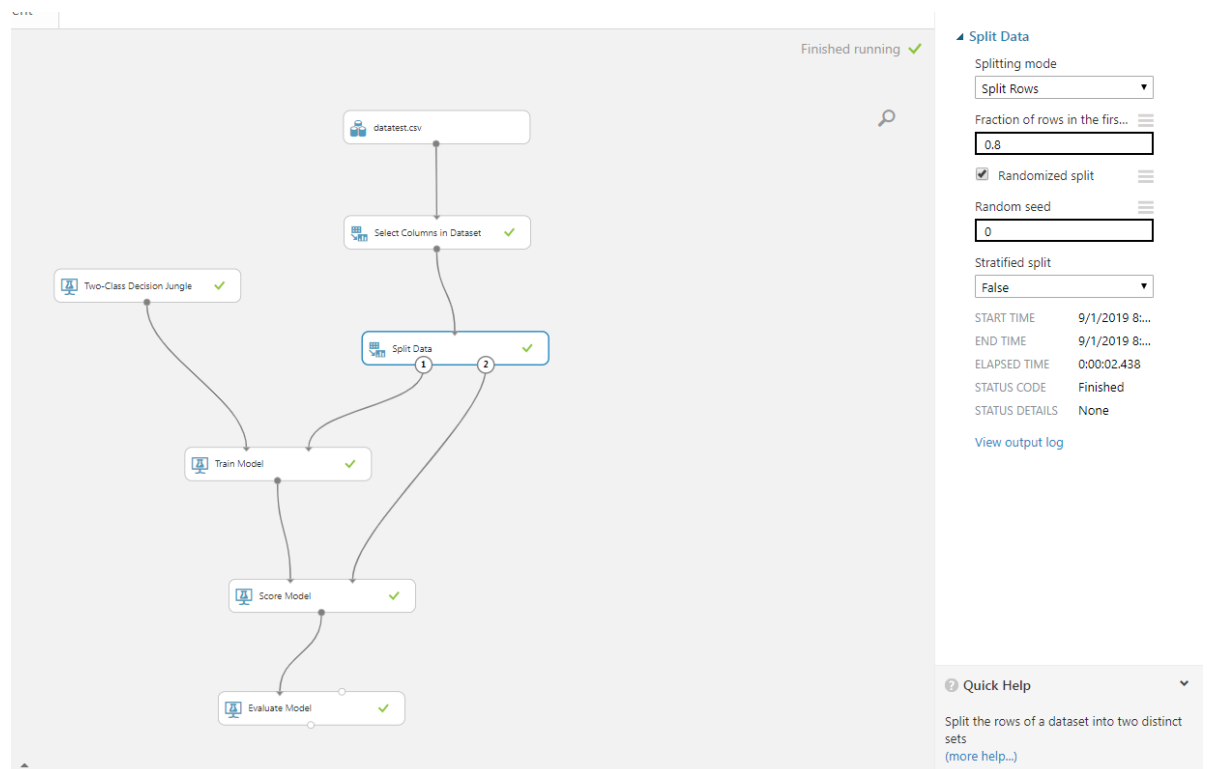 Finished running
datatest.csv
Select Columns in Dataset
Two-Class Decision Jungle
Split Data
1
2
Train Model
Score Model
Evaluate Model
Split Data
Splitting mode
Split Rows
Fraction of rows in the firs...
0.8
Randomized split
Random seed
0
Stratified split
False
START TIME 9/1/2019 8:...
END TIME 9/1/2019 8:...
ELAPSED TIME 0:00:02.438
STATUS CODE Finished
STATUS DETAILS None
View output log
Quick Help
Split the rows of a dataset into two distinct
sets
(more help...)